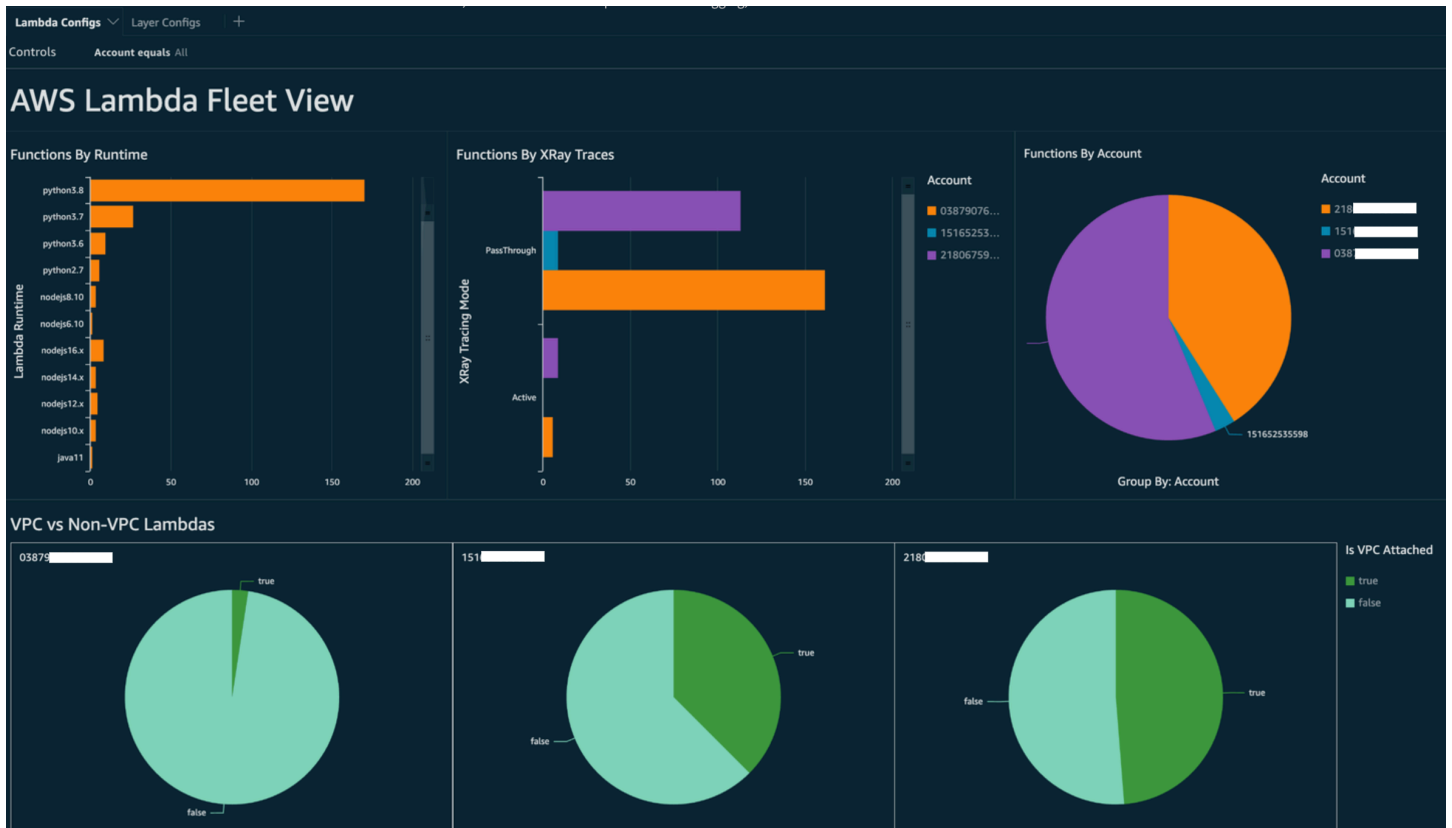 Lambda Configs Layer Configs +
Controls Account equals All
AWS Lambda Fleet View
Functions By Runtime
Lambda Runtime
python3.8
python3.7
python3.6
python2.7
nodejs8.10
nodejs6.10
nodejs16.x
nodejs14.x
nodejs12.x
nodejs10.x
java11
0 50 100 150 200
Functions By XRay Traces
XRay Tracing Mode
PassThrough
Active
0 50 100 150 200
Account
03879076...
15165253...
21806759...
Functions By Account
151652535598
Group By: Account
Account
218
151
038
VPC vs Non-VPC Lambdas
03879
true
false
151
true
false
218
true
false
Is VPC Attached
true
false